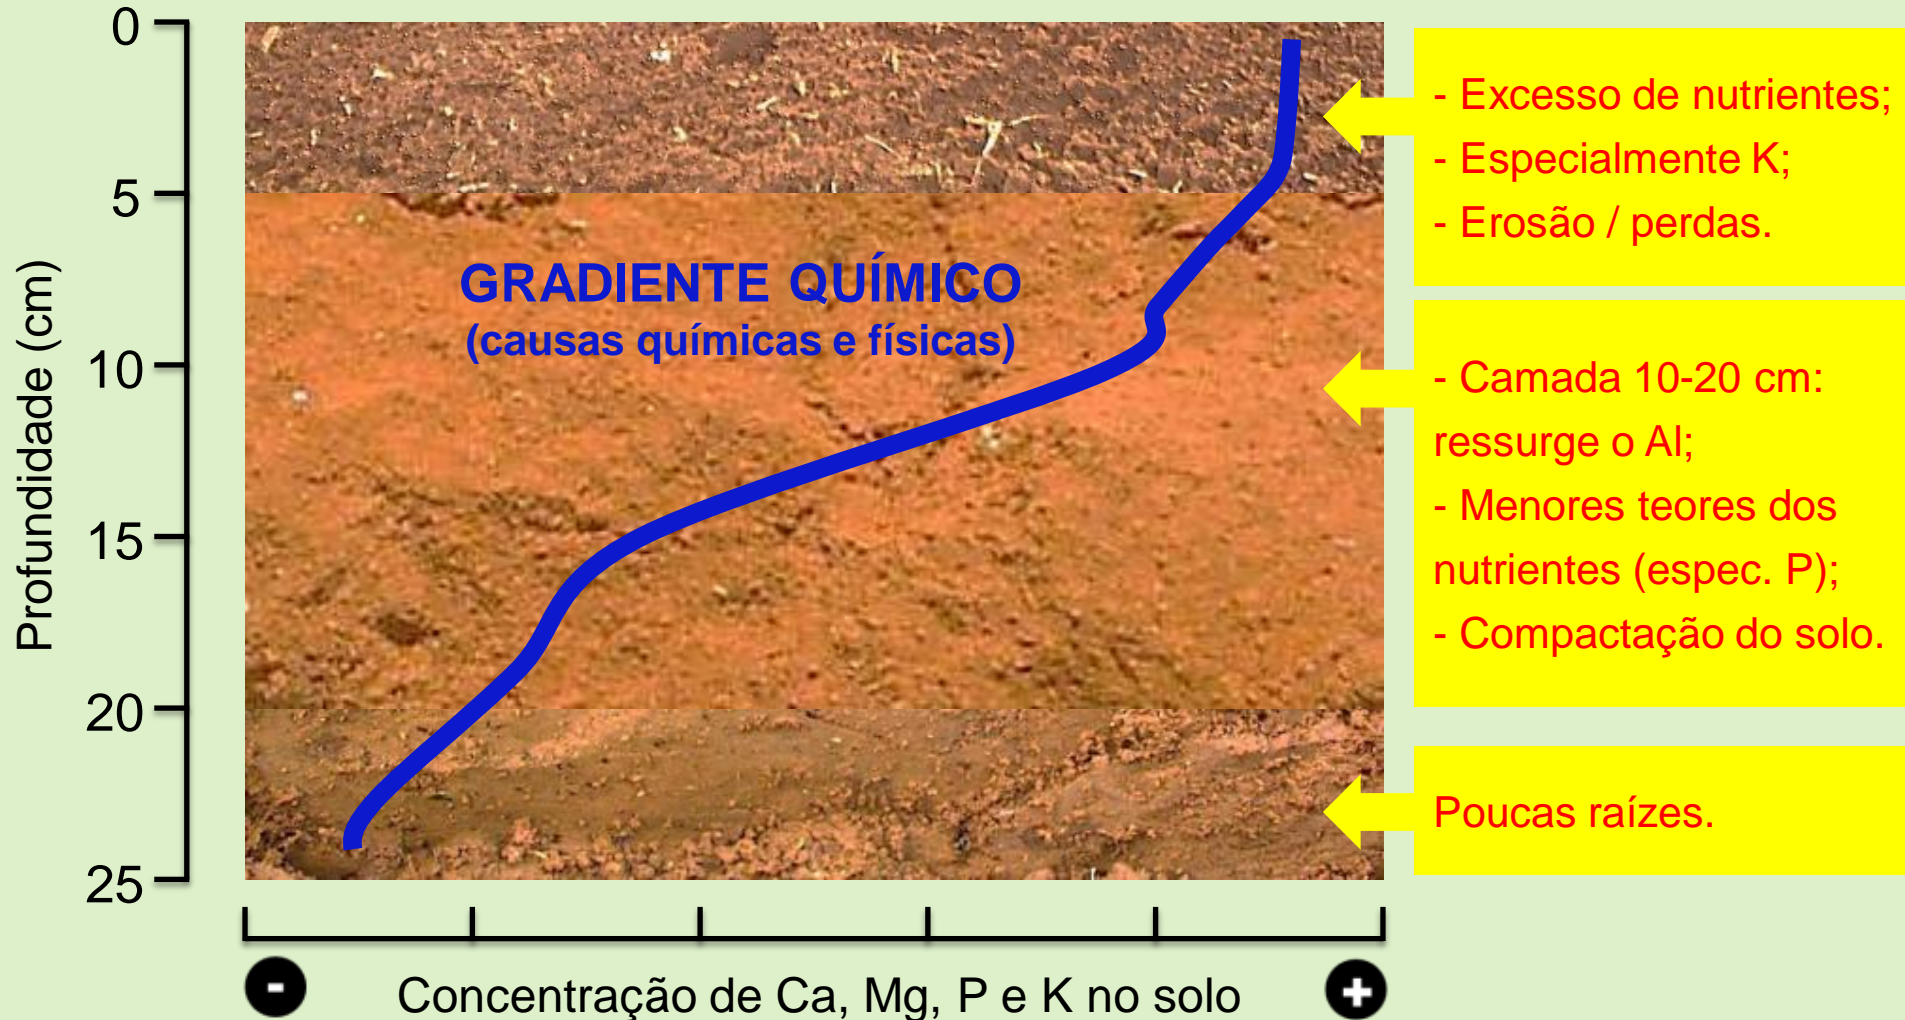 0
5
10
15
20
25
Profundidade (cm)
GRADIENTE QUÍMICO
(causas químicas e físicas)
- Excesso de nutrientes;
- Especialmente K;
- Erosão / perdas.
- Camada 10-20 cm:
ressurge o Al;
- Menores teores dos
nutrientes (espec. P);
- Compactação do solo.
Poucas raízes.
-
Concentração de Ca, Mg, P e K no solo
+